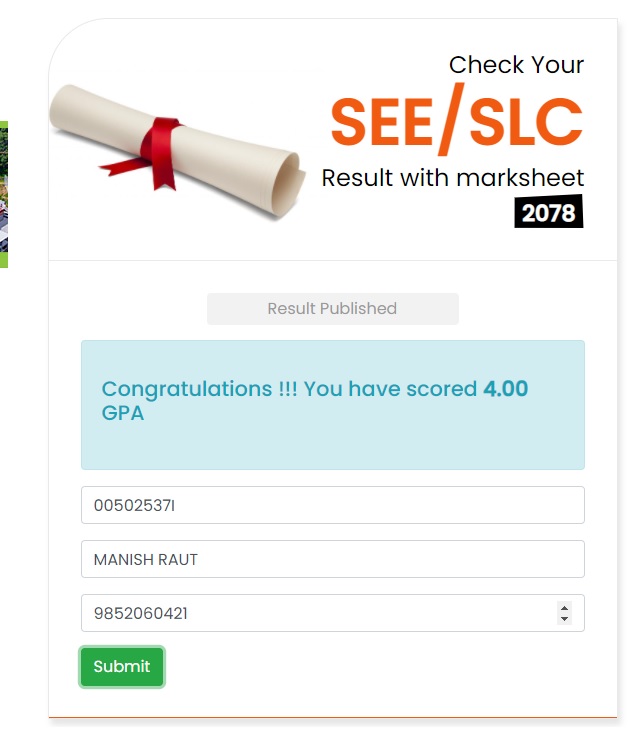 Check Your
SEE/SLC
Result with marksheet
2078
Result Published
Congratulations !!! You have scored 4.00
GPA
00502537I
MANISH RAUT
9852060421
Submit